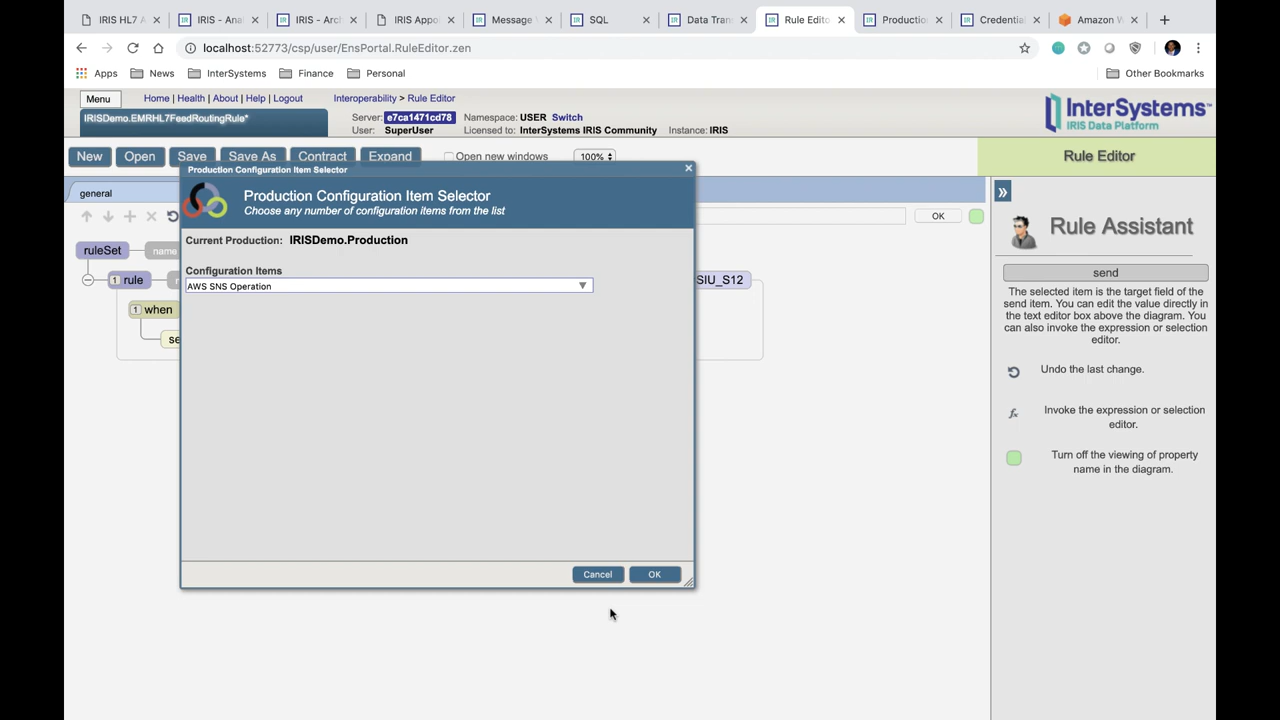 IRIS HL7 A
IRIS - Ana
IRIS - Arch
IRIS Appo
Message
SQL
Data Tran
Rule Edito
Production
Credentia
Amazon W
localhost:52773/csp/user/EnsPortal.RuleEditor.zen
Apps News InterSystems Finance Personal Other Bookmarks
Menu Home | Health | About | Help | Logout Interoperability > Rule Editor
IRISDemo.EMRHL7FeedRoutingRule*
Server: e7ca1471cd78 Namespace: USER Switch
User: SuperUser Licensed to: InterSystems IRIS Community Instance: IRIS
InterSystems™
IRIS Data Platform
New Open Save Save As Contract Expand Open new windows 100%
Rule Editor
Production Configuration Item Selector
Production Configuration Item Selector
Choose any number of configuration items from the list
Current Production: IRISDemo.Production
Configuration Items
AWS SNS Operation
Cancel OK
general
OK
ruleSet name
1 rule
SIU_S12
1 when
se
»
Rule Assistant
send
The selected item is the target field of the
send item. You can edit the value directly in
the text editor box above the diagram. You
can also invoke the expression or selection
editor.
Undo the last change.
fx Invoke the expression or selection
editor.
Turn off the viewing of property
name in the diagram.